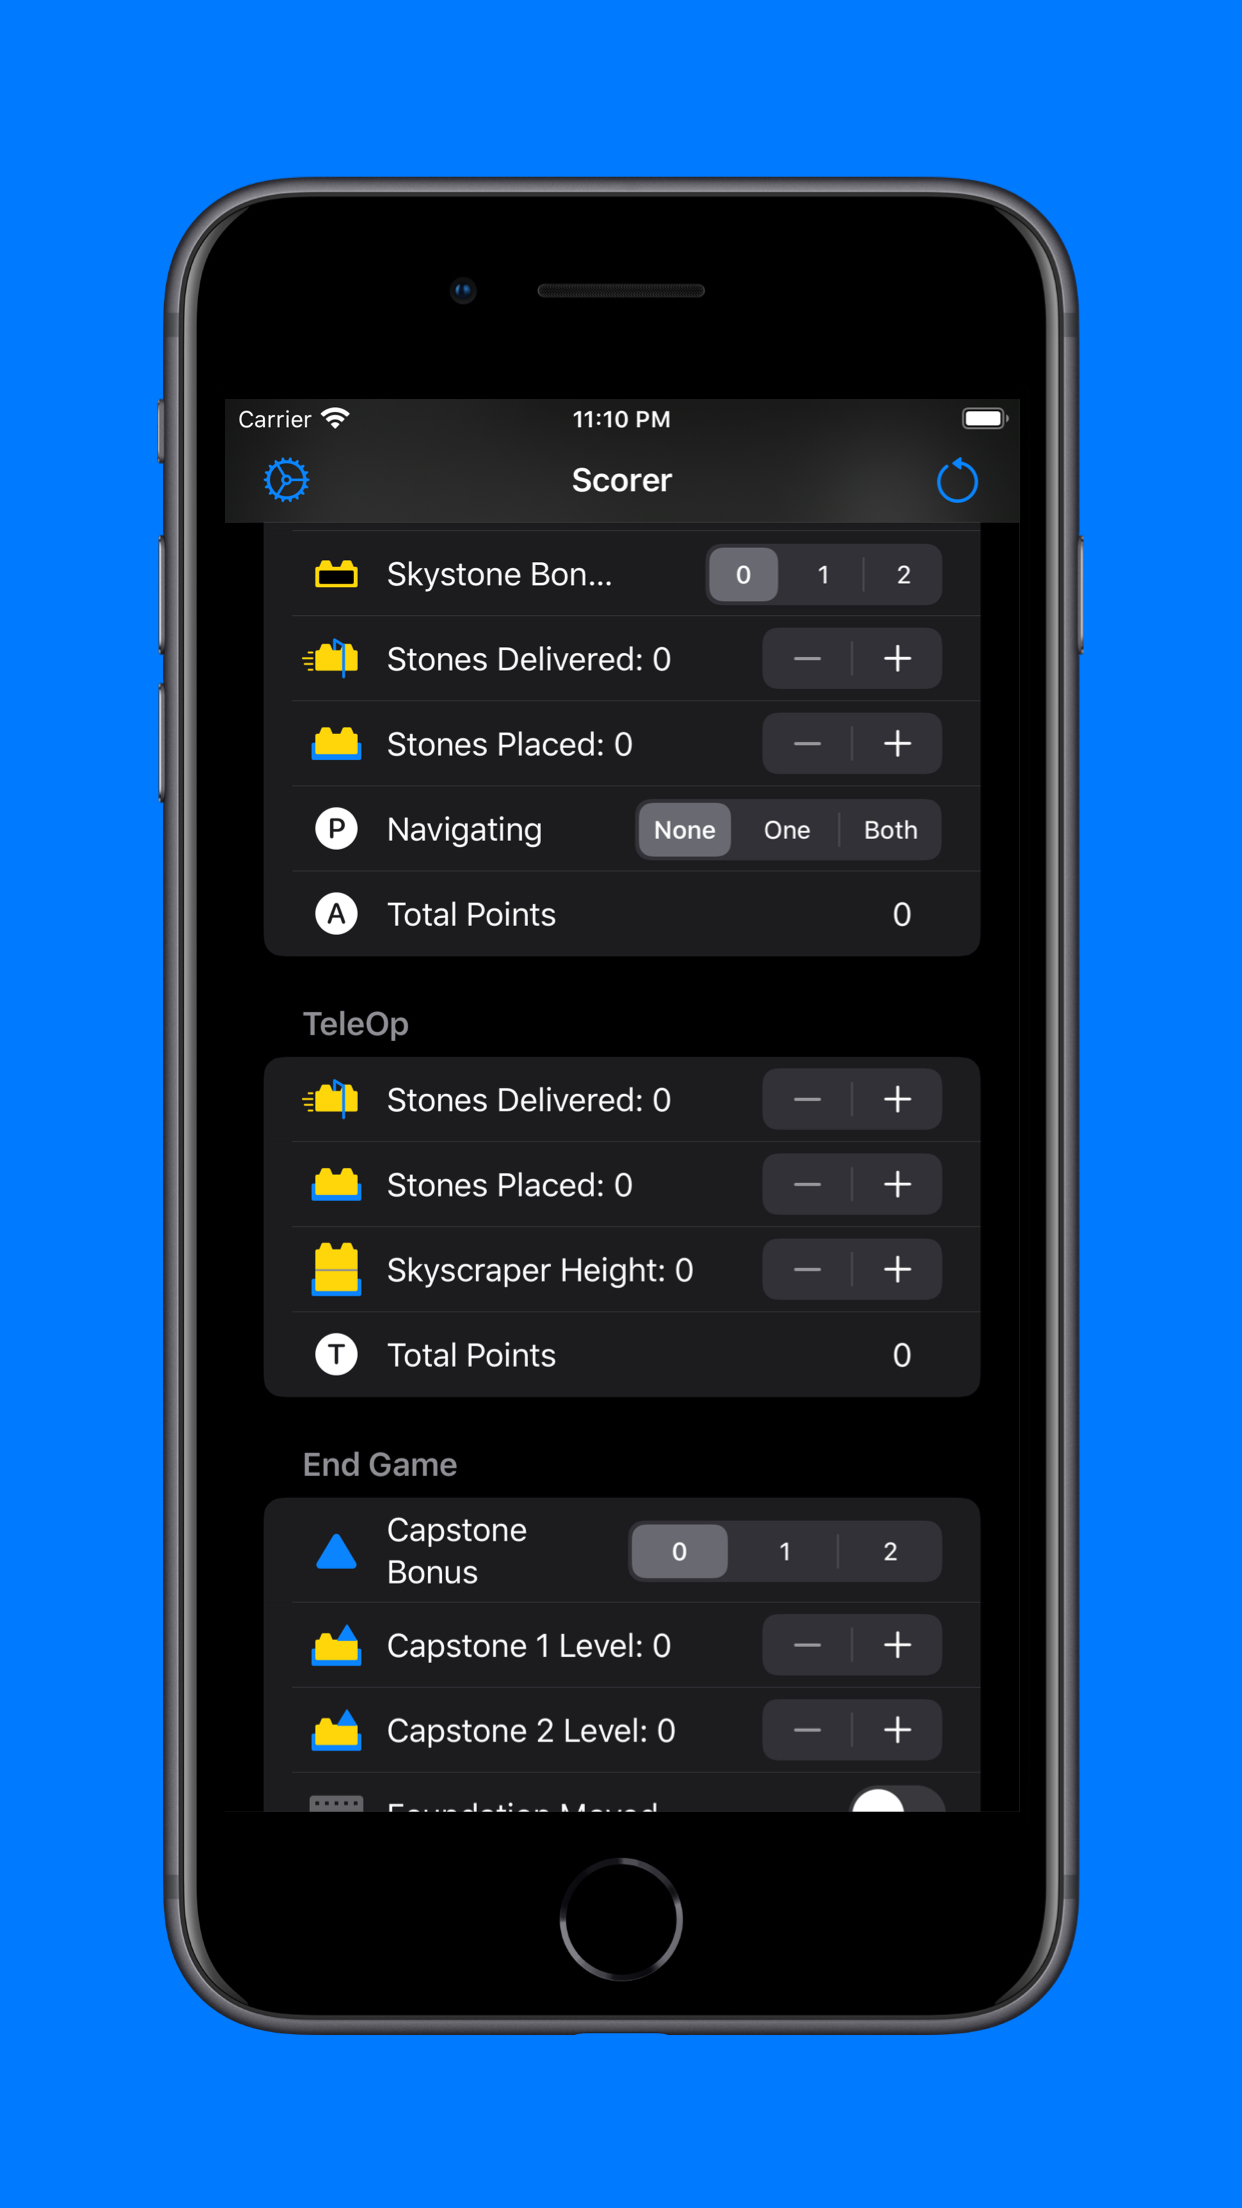 Carrier 11:10 PM
Scorer
Skystone Bon... 0 1 2
Stones Delivered: 0 − +
Stones Placed: 0 − +
P Navigating None One Both
A Total Points 0
TeleOp
Stones Delivered: 0 − +
Stones Placed: 0 − +
Skyscraper Height: 0 − +
T Total Points 0
End Game
Capstone
Bonus 0 1 2
Capstone 1 Level: 0 − +
Capstone 2 Level: 0 − +
Foundation Moved